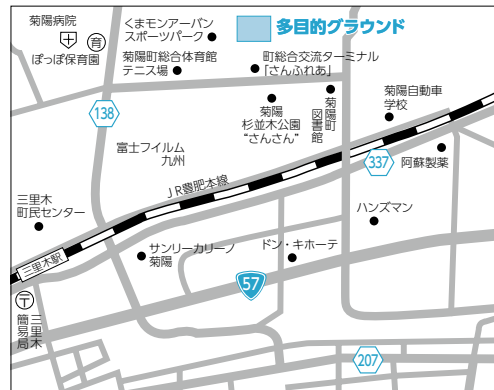 菊陽病院
育
ぽっぽ保育園
くまモンアーバン
スポーツパーク
多目的グラウンド
菊陽町総合体育館
テニス場
町総合交流ターミナル
「さんふれあ」
138
菊陽
杉並木公園
“さんさん”
菊陽町
図書館
菊陽自動車
学校
富士フイルム
九州
JR豊肥本線
337
阿蘇製薬
三里木
町民センター
ハンズマン
三里木駅
サンリーカリーノ
菊陽
ドン・キホーテ
57
三里木
簡易局
207